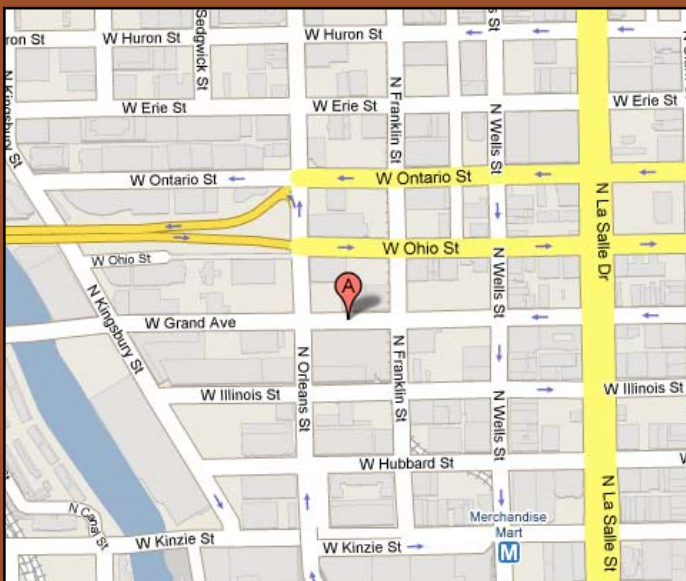 ron St
W Huron St
W Huron St
Sedgwick St
W Erie St
W Erie St
W Erie St
N Kingsbury St
N Franklin St
N Wells St
W Ontario St
W Ontario St
N La Salle Dr
W Ohio St
W Ohio St
N Kingsbury St
N Wells St
A
W Grand Ave
N Orleans St
N Franklin St
W Illinois St
W Illinois St
N Wells St
W Hubbard St
N La Salle St
N Canal St
W Kinzie St
W Kinzie St
Merchandise
Mart
M